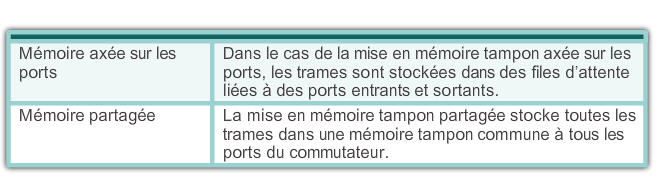 Mémoire axée sur les
ports
Dans le cas de la mise en mémoire tampon axée sur les
ports, les trames sont stockées dans des files d’attente
liées à des ports entrants et sortants.
Mémoire partagée
La mise en mémoire tampon partagée stocke toutes les
trames dans une mémoire tampon commune à tous les
ports du commutateur.